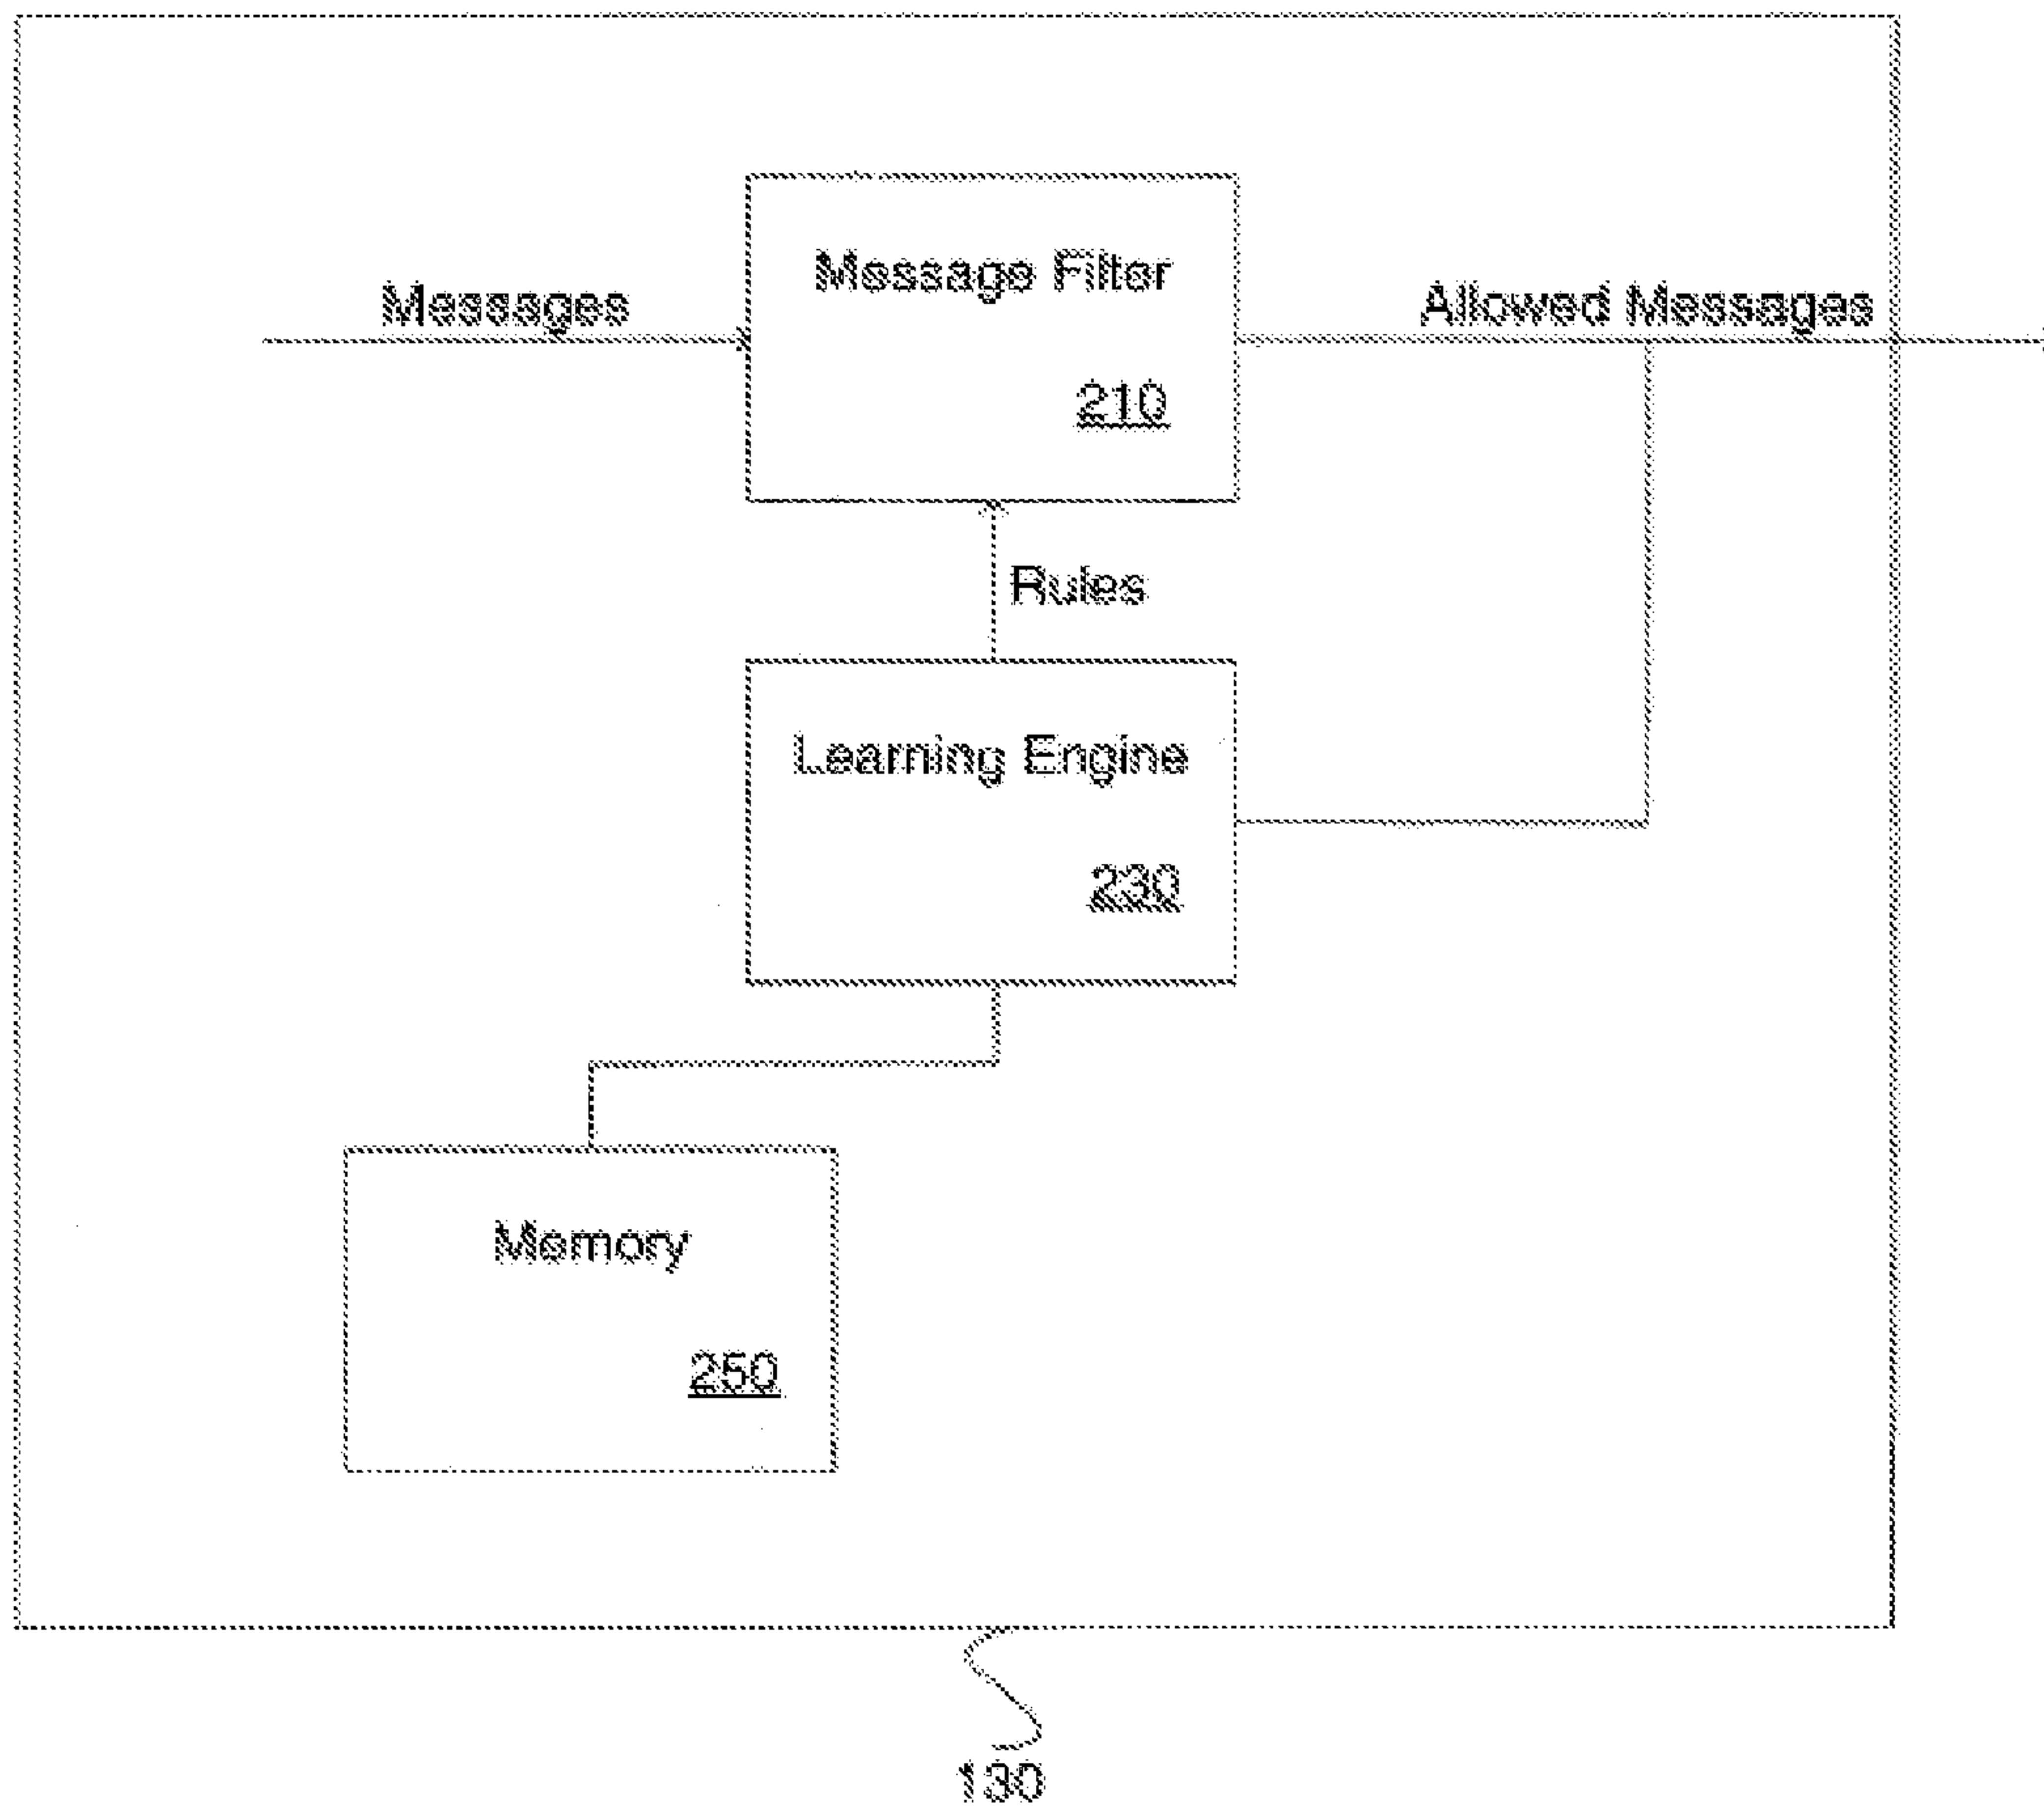 Message Filter
Messages
Allowed Messages
210
Rules
Learning Engine
230
Memory
250
130